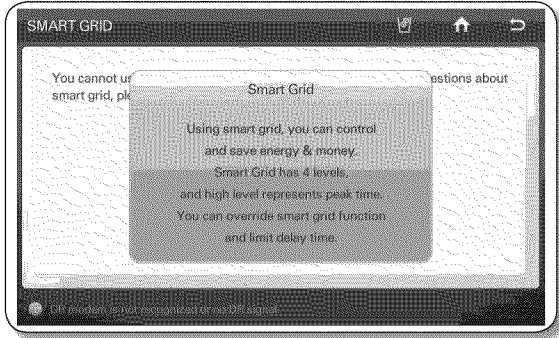 SMART GRID
You cannot us estions about
smart grid, ple
Smart Grid
Using smart grid, you can control
and save energy & money.
Smart Grid has 4 levels,
and high level represents peak time.
You can override smart grid function
and limit delay time.
DR modem is not recognized or no DR signal.